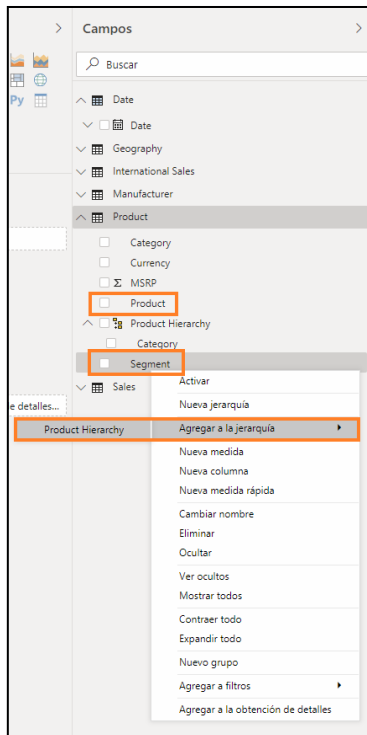 Campos
Buscar
Py
Date
Date
Geography
International Sales
Manufacturer
Product
Category
Currency
Σ MSRP
Product
Product Hierarchy
Category
Segment
Sales
e detalles...
Activar
Nueva jerarquía
Product Hierarchy
Agregar a la jerarquía
Nueva medida
Nueva columna
Nueva medida rápida
Cambiar nombre
Eliminar
Ocultar
Ver ocultos
Mostrar todos
Contraer todo
Expandir todo
Nuevo grupo
Agregar a filtros
Agregar a la obtención de detalles